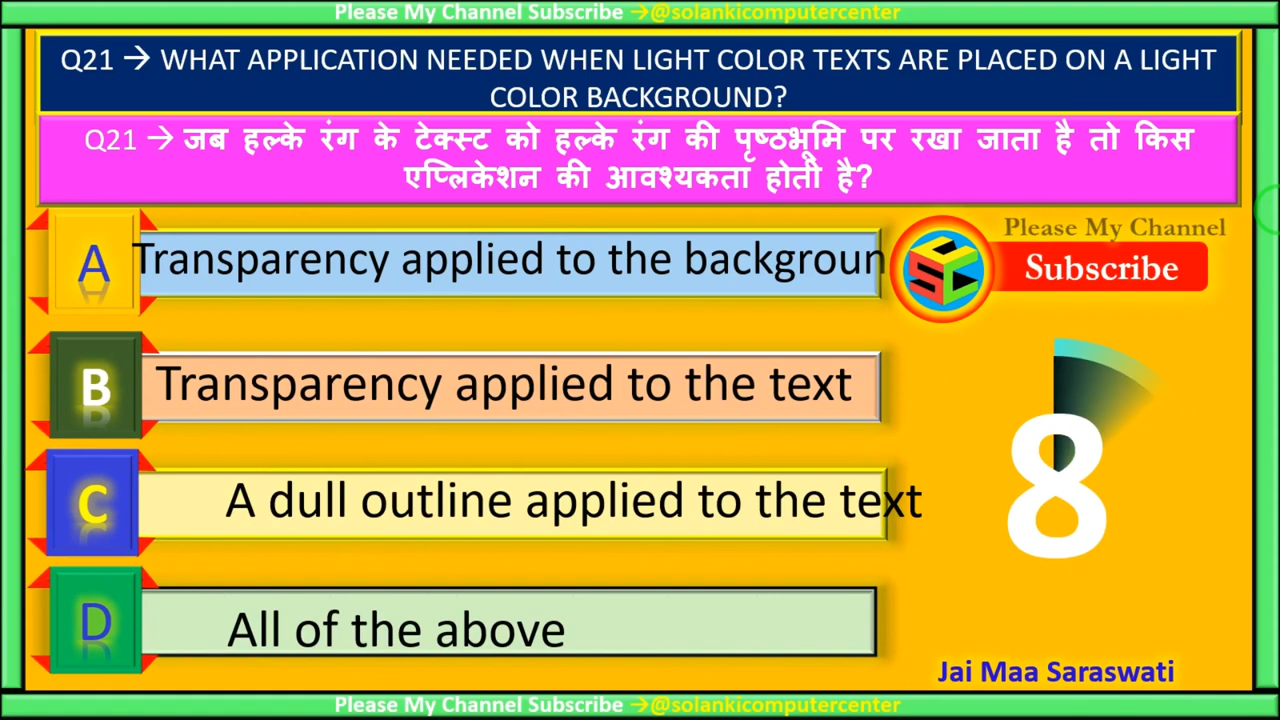 Please My Channel Subscribe →@solankicomputercenter
Q21 → WHAT APPLICATION NEEDED WHEN LIGHT COLOR TEXTS ARE PLACED ON A LIGHT
COLOR BACKGROUND?
Q21 → जब हल्के रंग के टेक्स्ट को हल्के रंग की पृष्ठभूमि पर रखा जाता है तो किस
एप्लिकेशन की आवश्यकता होती है?
A Transparency applied to the backgroun
Please My Channel
Subscribe
B Transparency applied to the text
8
C A dull outline applied to the text
D All of the above
Jai Maa Saraswati
Please My Channel Subscribe →@solankicomputercenter